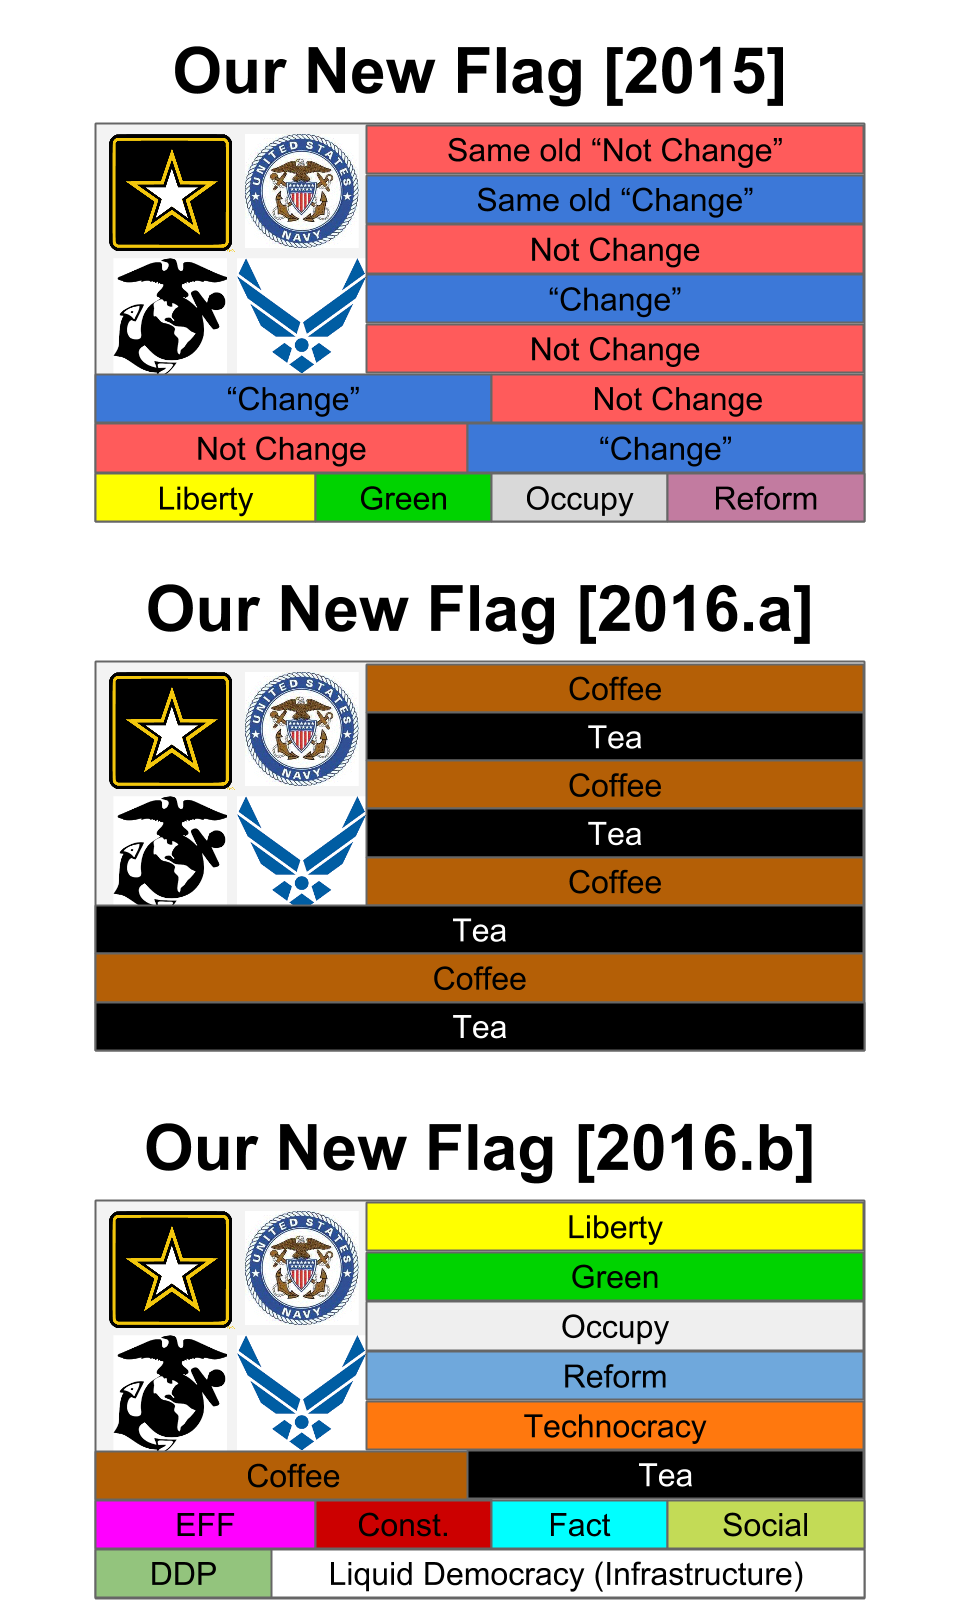 Our New Flag [2015]
UNITED STATES
NAVY
Same old “Not Change”
Same old “Change”
Not Change
“Change”
Not Change
“Change” Not Change
Not Change “Change”
Liberty Green Occupy Reform
Our New Flag [2016.a]
UNITED STATES
NAVY
Coffee
Tea
Coffee
Tea
Coffee
Tea
Coffee
Tea
Our New Flag [2016.b]
UNITED STATES
NAVY
Liberty
Green
Occupy
Reform
Technocracy
Coffee Tea
EFF Const. Fact Social
DDP Liquid Democracy (Infrastructure)